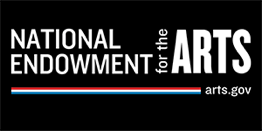 NATIONAL
ENDOWMENT
for the
ARTS
arts.gov